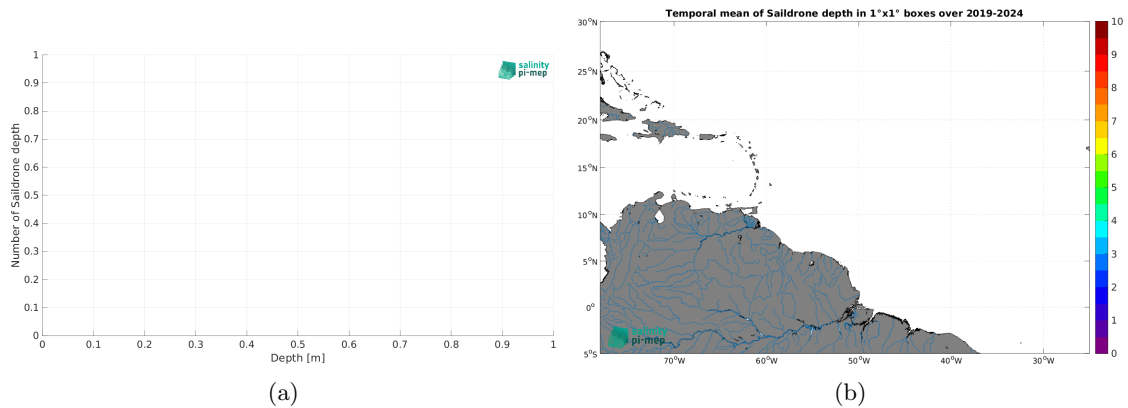 Number of Saildrone depth
1
0.9
0.8
0.7
0.6
0.5
0.4
0.3
0.2
0.1
0
0 0.1 0.2 0.3 0.4 0.5 0.6 0.7 0.8 0.9 1
Depth [m]
salinity
pi-mep
(a)
Temporal mean of Saildrone depth in 1°x1° boxes over 2019-2024
30°N
25°N
20°N
15°N
10°N
5°N
0°
5°S
70°W 60°W 50°W 40°W 30°W
salinity
pi-mep
10
9
8
7
6
5
4
3
2
1
0
(b)